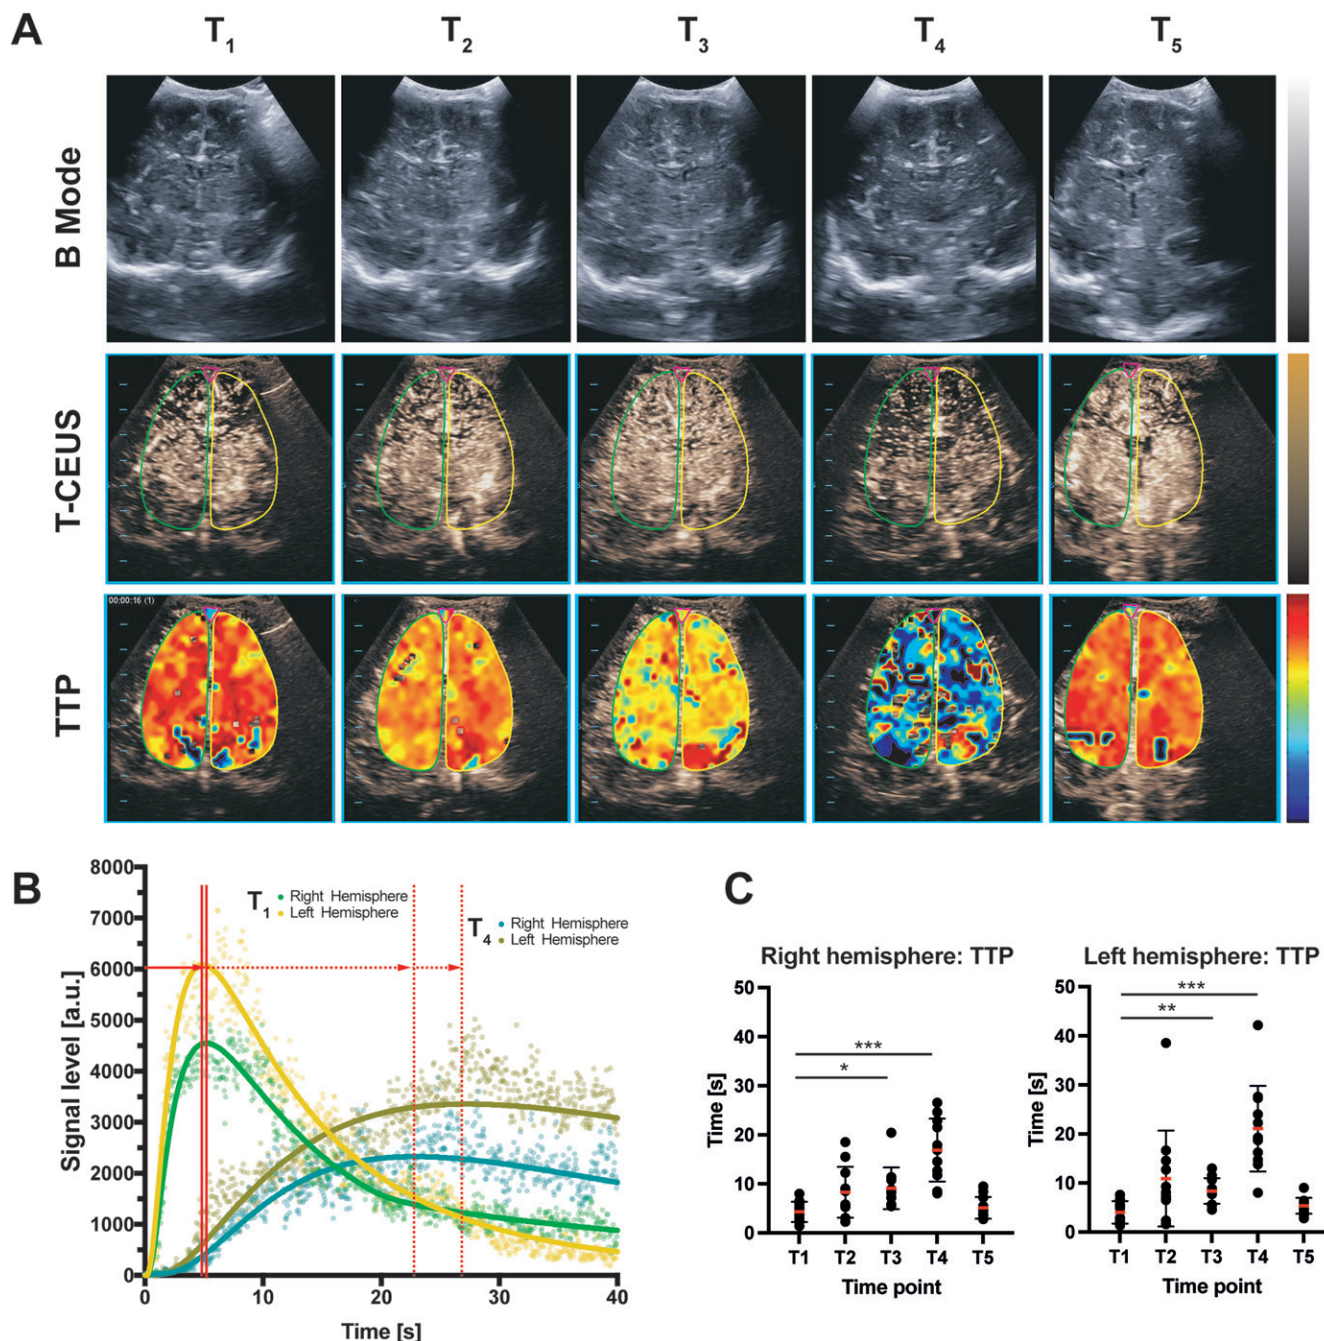 A
T1 T2 T3 T4 T5
B Mode
T-CEUS
TTP
00:00:16 (1)
B
8000
7000
6000
5000
4000
3000
2000
1000
0
Signal level [a.u.]
T1
Right Hemisphere
Left Hemisphere
T4
Right Hemisphere
Left Hemisphere
0 10 20 30 40
Time [s]
C
Right hemisphere: TTP
50
40
30
20
10
0
Time [s]
***
*
T1 T2 T3 T4 T5
Time point
Left hemisphere: TTP
50
40
30
20
10
0
Time [s]
***
**
T1 T2 T3 T4 T5
Time point